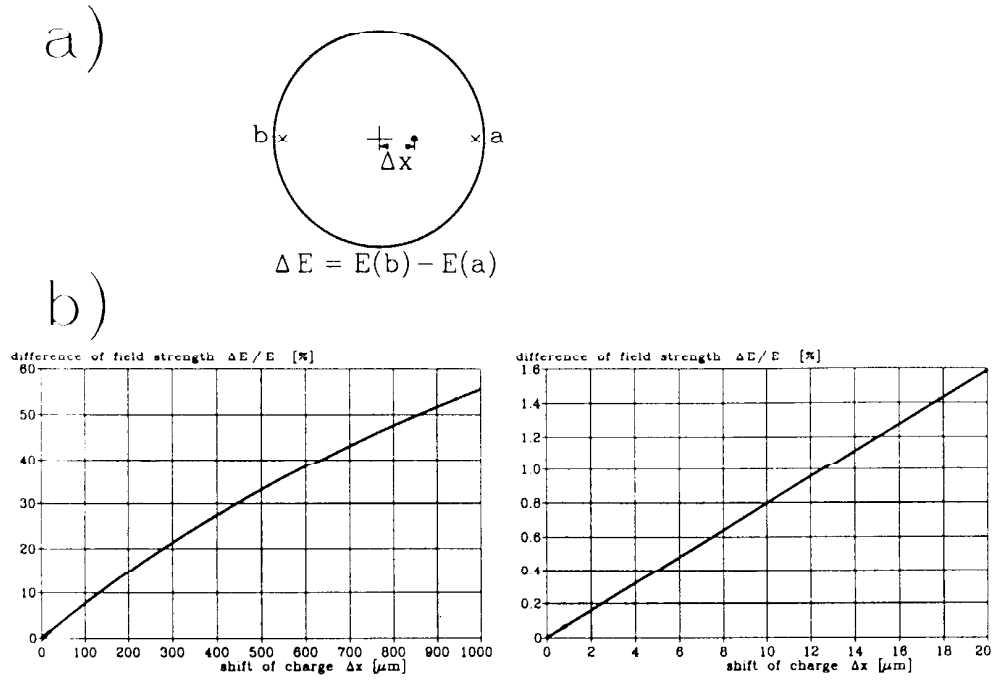 a)
b a
Δx
ΔE = E(b) − E(a)
b)
difference of field strength ΔE/E [%]
60
50
40
30
20
10
0
0 100 200 300 400 500 600 700 800 900 1000
shift of charge Δx [μm]
difference of field strength ΔE/E [%]
1.6
1.4
1.2
1.0
0.8
0.6
0.4
0.2
0
0 2 4 6 8 10 12 14 16 18 20
shift of charge Δx [μm]